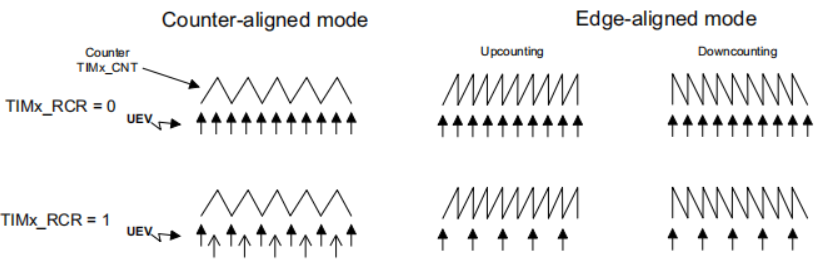 Counter-aligned mode
Edge-aligned mode
Counter
TIMx_CNT
Upcounting
Downcounting
TIMx_RCR = 0
UEV
TIMx_RCR = 1
UEV